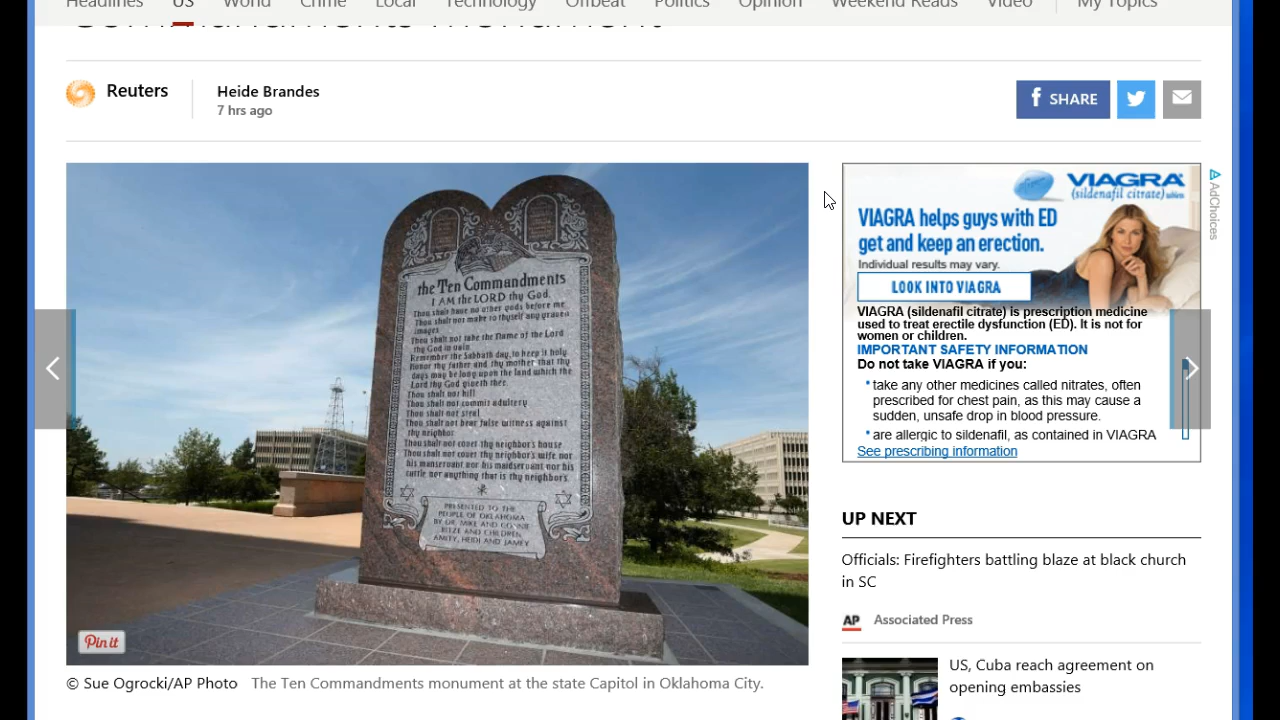 Headlines US World Crime Local Technology Offbeat Politics Opinion Weekend Reads Video My Topics
Commandments monument
Reuters
Heide Brandes
7 hrs ago
SHARE
the Ten Commandments
I AM the LORD thy God.
Thou shalt have no other gods before me
Thou shalt not make to thyself any graven
images
Thou shalt not take the Name of the Lord
thy God in vain
Remember the Sabbath day, to keep it holy
Honor thy father and thy mother that thy
days may be long upon the land which the
Lord thy God giveth thee
Thou shalt not kill
Thou shalt not commit adultery
Thou shalt not steal
Thou shalt not bear false witness against
thy neighbor
Thou shalt not covet thy neighbor's house
Thou shalt not covet thy neighbor's wife nor
his manservant nor his maidservant nor his
cattle nor anything that is thy neighbor's
PRESENTED TO THE
PEOPLE OF OKLAHOMA
BY DR. MIKE AND CONNIE
RITZE AND CHILDREN
AMITY, HEIDI AND JAMEY
Pin it
© Sue Ogrocki/AP Photo The Ten Commandments monument at the state Capitol in Oklahoma City.
VIAGRA
(sildenafil citrate) tablets
VIAGRA helps guys with ED
get and keep an erection.
Individual results may vary.
LOOK INTO VIAGRA
VIAGRA (sildenafil citrate) is prescription medicine
used to treat erectile dysfunction (ED). It is not for
women or children.
IMPORTANT SAFETY INFORMATION
Do not take VIAGRA if you:
• take any other medicines called nitrates, often
prescribed for chest pain, as this may cause a
sudden, unsafe drop in blood pressure.
• are allergic to sildenafil, as contained in VIAGRA
See prescribing information
AdChoices
UP NEXT
Officials: Firefighters battling blaze at black church
in SC
AP Associated Press
US, Cuba reach agreement on
opening embassies